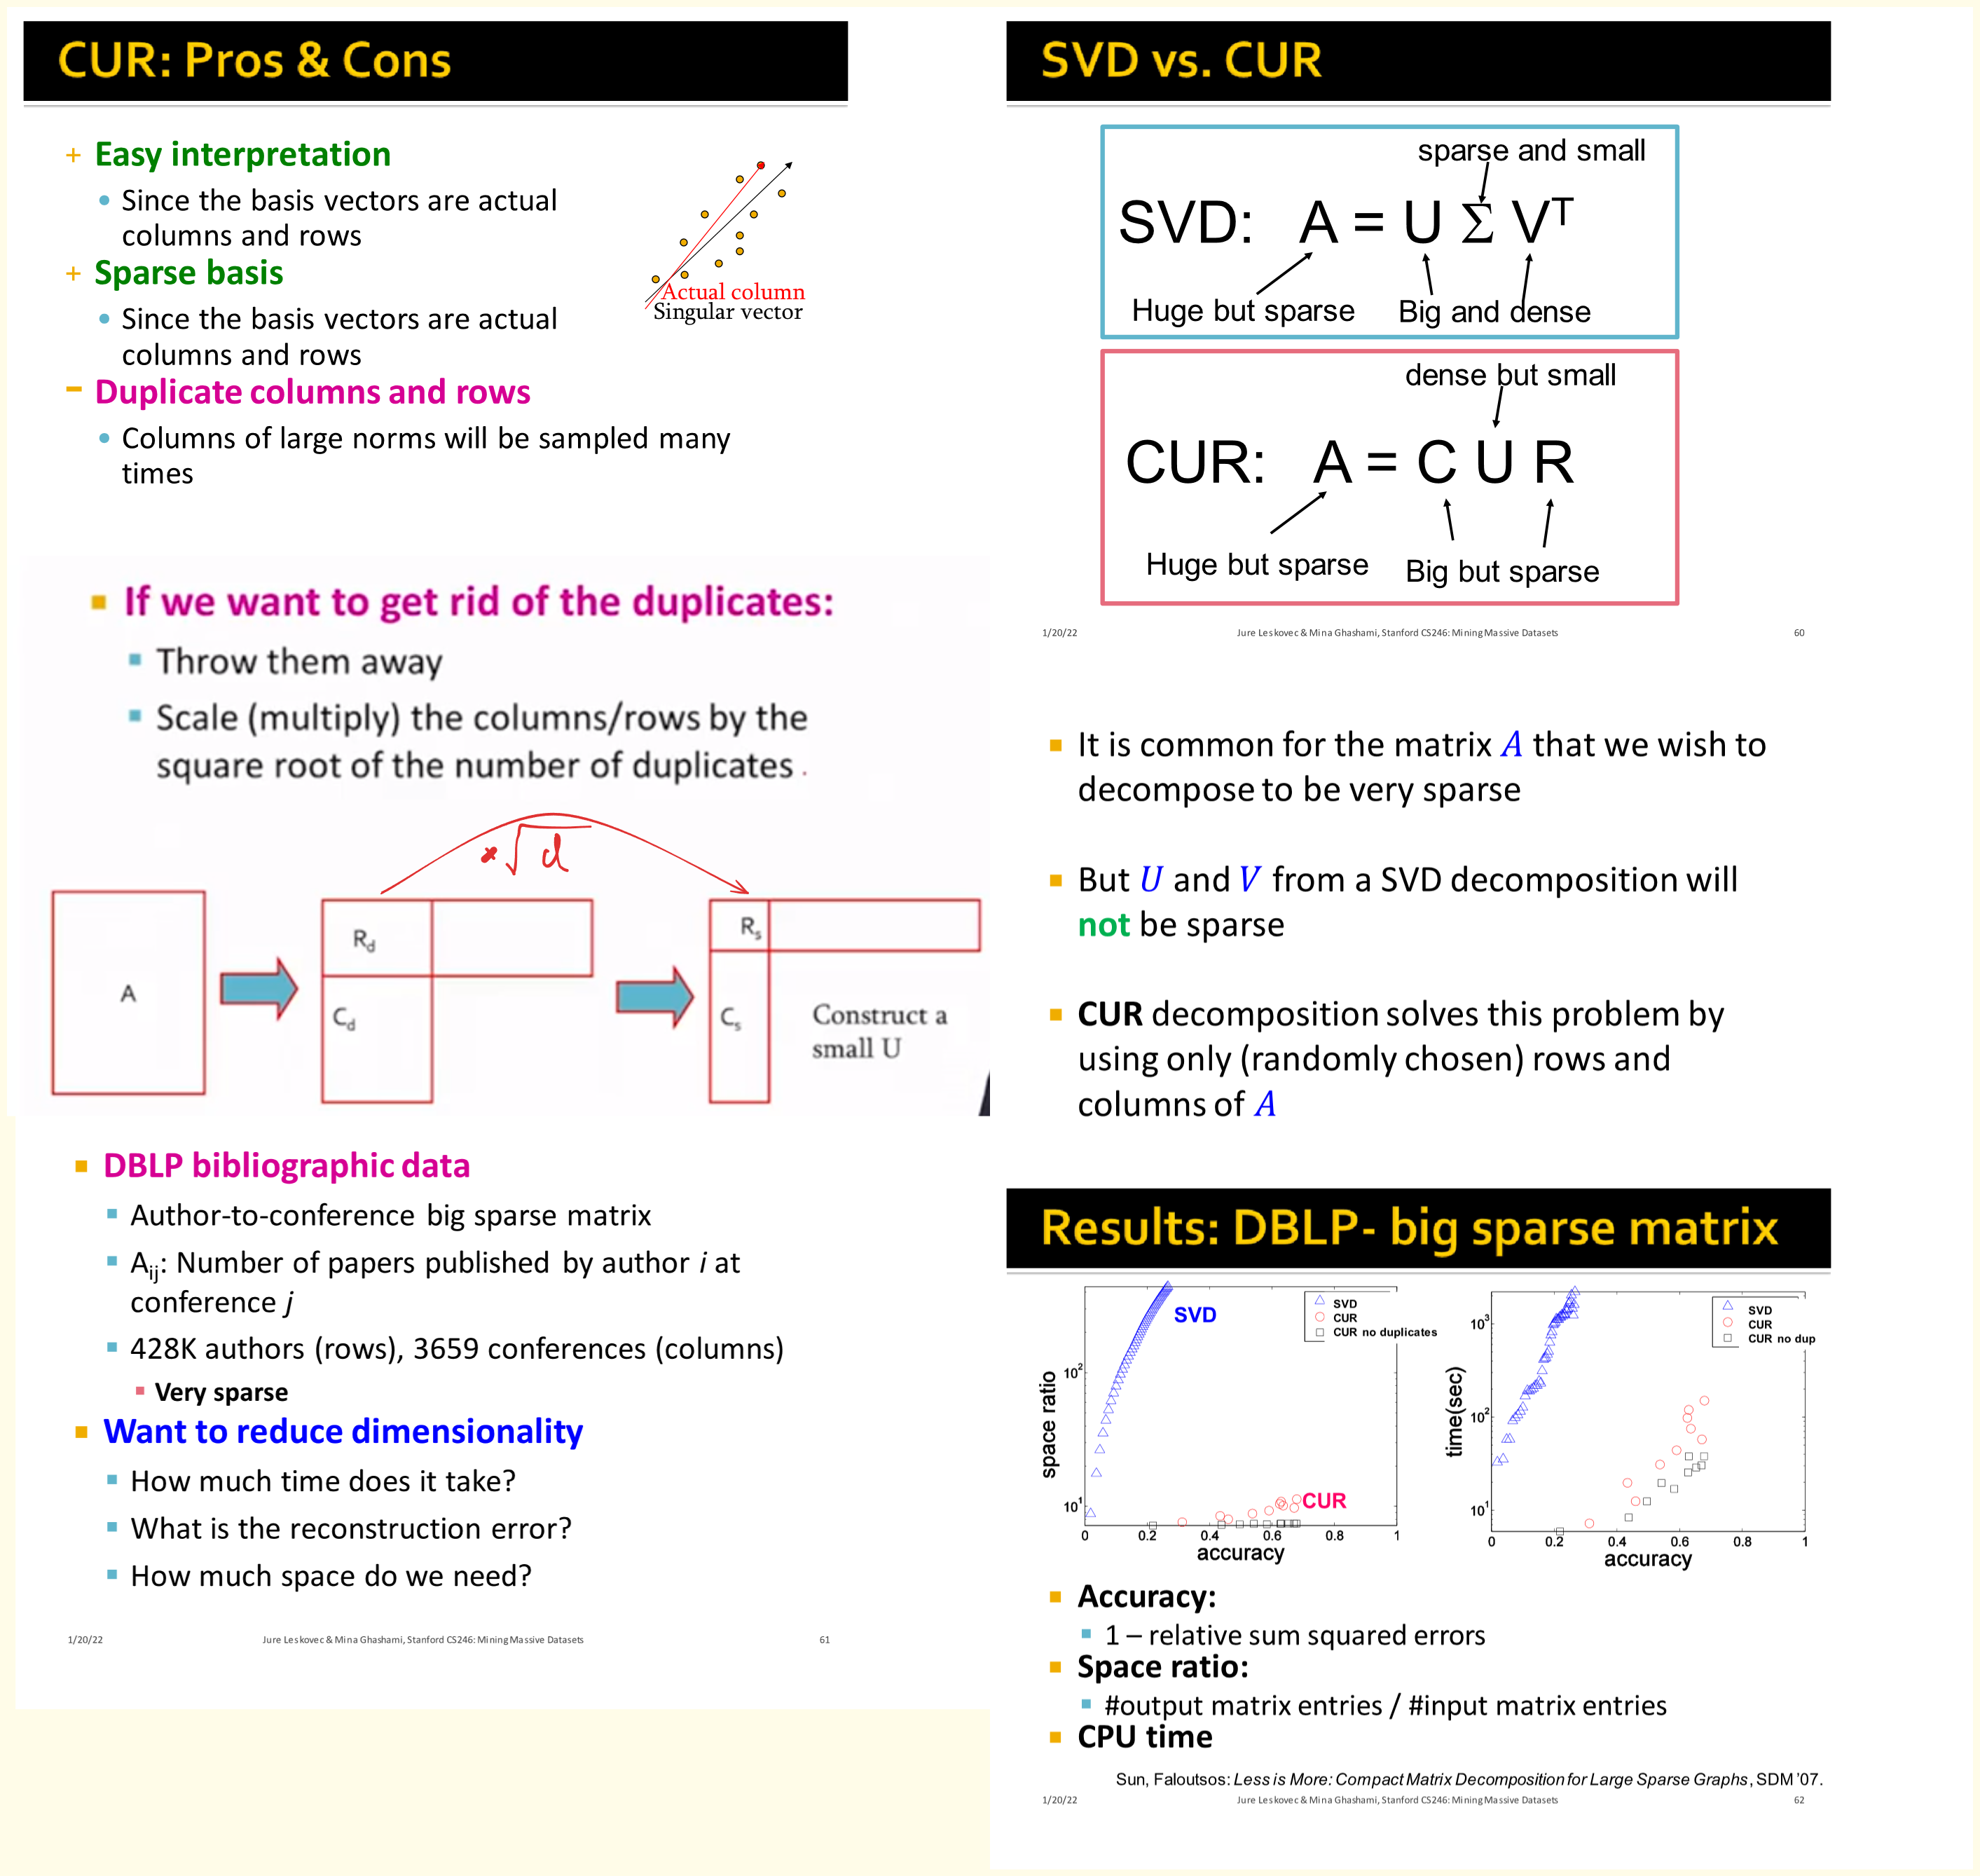 CUR: Pros & Cons
+ Easy interpretation
• Since the basis vectors are actual
columns and rows
+ Sparse basis
• Since the basis vectors are actual
columns and rows
Actual column
Singular vector
− Duplicate columns and rows
• Columns of large norms will be sampled many
times
If we want to get rid of the duplicates:
Throw them away
Scale (multiply) the columns/rows by the
square root of the number of duplicates .
×√d
A
R_d
C_d
R_s
C_s
Construct a
small U
DBLP bibliographic data
Author-to-conference big sparse matrix
A_ij: Number of papers published by author i at
conference j
428K authors (rows), 3659 conferences (columns)
Very sparse
Want to reduce dimensionality
How much time does it take?
What is the reconstruction error?
How much space do we need?
1/20/22 Jure Leskovec & Mina Ghashami, Stanford CS246: Mining Massive Datasets 61
SVD vs. CUR
sparse and small
SVD: A = U Σ V^T
Huge but sparse Big and dense
dense but small
CUR: A = C U R
Huge but sparse Big but sparse
1/20/22 Jure Leskovec & Mina Ghashami, Stanford CS246: Mining Massive Datasets 60
It is common for the matrix A that we wish to
decompose to be very sparse
But U and V from a SVD decomposition will
not be sparse
CUR decomposition solves this problem by
using only (randomly chosen) rows and
columns of A
Results: DBLP- big sparse matrix
SVD
SVD
CUR
CUR no duplicates
space ratio
10^2
10^1
CUR
0 0.2 0.4 0.6 0.8 1
accuracy
SVD
CUR
CUR no dup
time(sec)
10^3
10^2
10^1
0 0.2 0.4 0.6 0.8 1
accuracy
Accuracy:
1 – relative sum squared errors
Space ratio:
#output matrix entries / #input matrix entries
CPU time
Sun, Faloutsos: Less is More: Compact Matrix Decomposition for Large Sparse Graphs, SDM '07.
1/20/22 Jure Leskovec & Mina Ghashami, Stanford CS246: Mining Massive Datasets 62